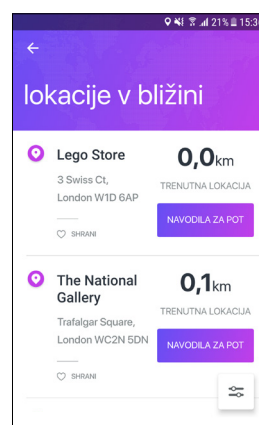 21% 15:34
lokacije v bližini
Lego Store
3 Swiss Ct,
London W1D 6AP
SHRANI
0,0km
TRENUTNA LOKACIJA
NAVODILA ZA POT
The National
Gallery
Trafalgar Square,
London WC2N 5DN
SHRANI
0,1km
TRENUTNA LOKACIJA
NAVODILA ZA POT